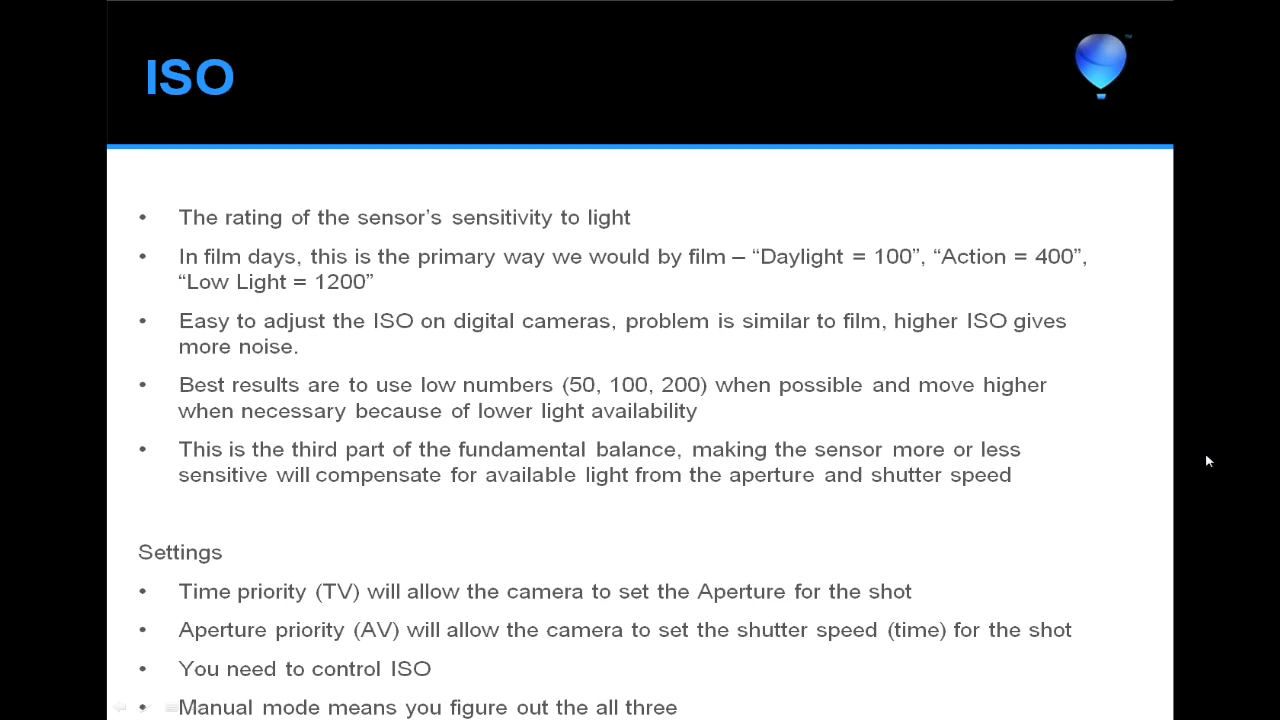 ISO
TM
• The rating of the sensor’s sensitivity to light
• In film days, this is the primary way we would by film – “Daylight = 100”, “Action = 400”,
“Low Light = 1200”
• Easy to adjust the ISO on digital cameras, problem is similar to film, higher ISO gives
more noise.
• Best results are to use low numbers (50, 100, 200) when possible and move higher
when necessary because of lower light availability
• This is the third part of the fundamental balance, making the sensor more or less
sensitive will compensate for available light from the aperture and shutter speed
Settings
• Time priority (TV) will allow the camera to set the Aperture for the shot
• Aperture priority (AV) will allow the camera to set the shutter speed (time) for the shot
• You need to control ISO
• Manual mode means you figure out the all three